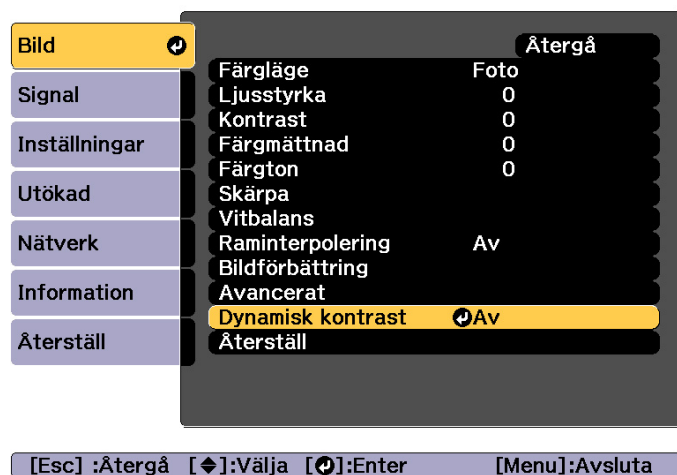 Bild
Signal
Inställningar
Utökad
Nätverk
Information
Återställ
Återgå
Färgläge Foto
Ljusstyrka 0
Kontrast 0
Färgmättnad 0
Färgton 0
Skärpa
Vitbalans
Raminterpolering Av
Bildförbättring
Avancerat
Dynamisk kontrast Av
Återställ
[Esc] :Återgå [◆]:Välja [⏎]:Enter [Menu]:Avsluta